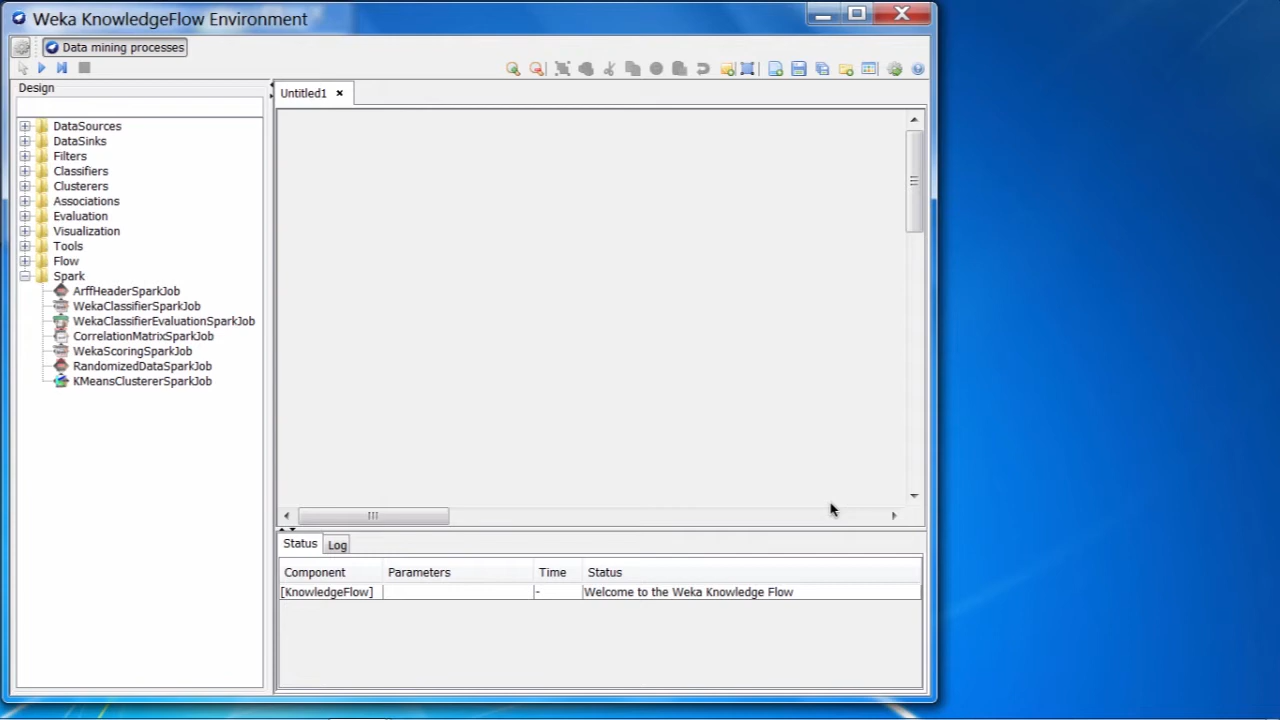 Weka KnowledgeFlow Environment
Data mining processes
Design
Untitled1
DataSources
DataSinks
Filters
Classifiers
Clusterers
Associations
Evaluation
Visualization
Tools
Flow
Spark
ArffHeaderSparkJob
WekaClassifierSparkJob
WekaClassifierEvaluationSparkJob
CorrelationMatrixSparkJob
WekaScoringSparkJob
RandomizedDataSparkJob
KMeansClustererSparkJob
Status Log
Component Parameters Time Status
[KnowledgeFlow] - Welcome to the Weka Knowledge Flow